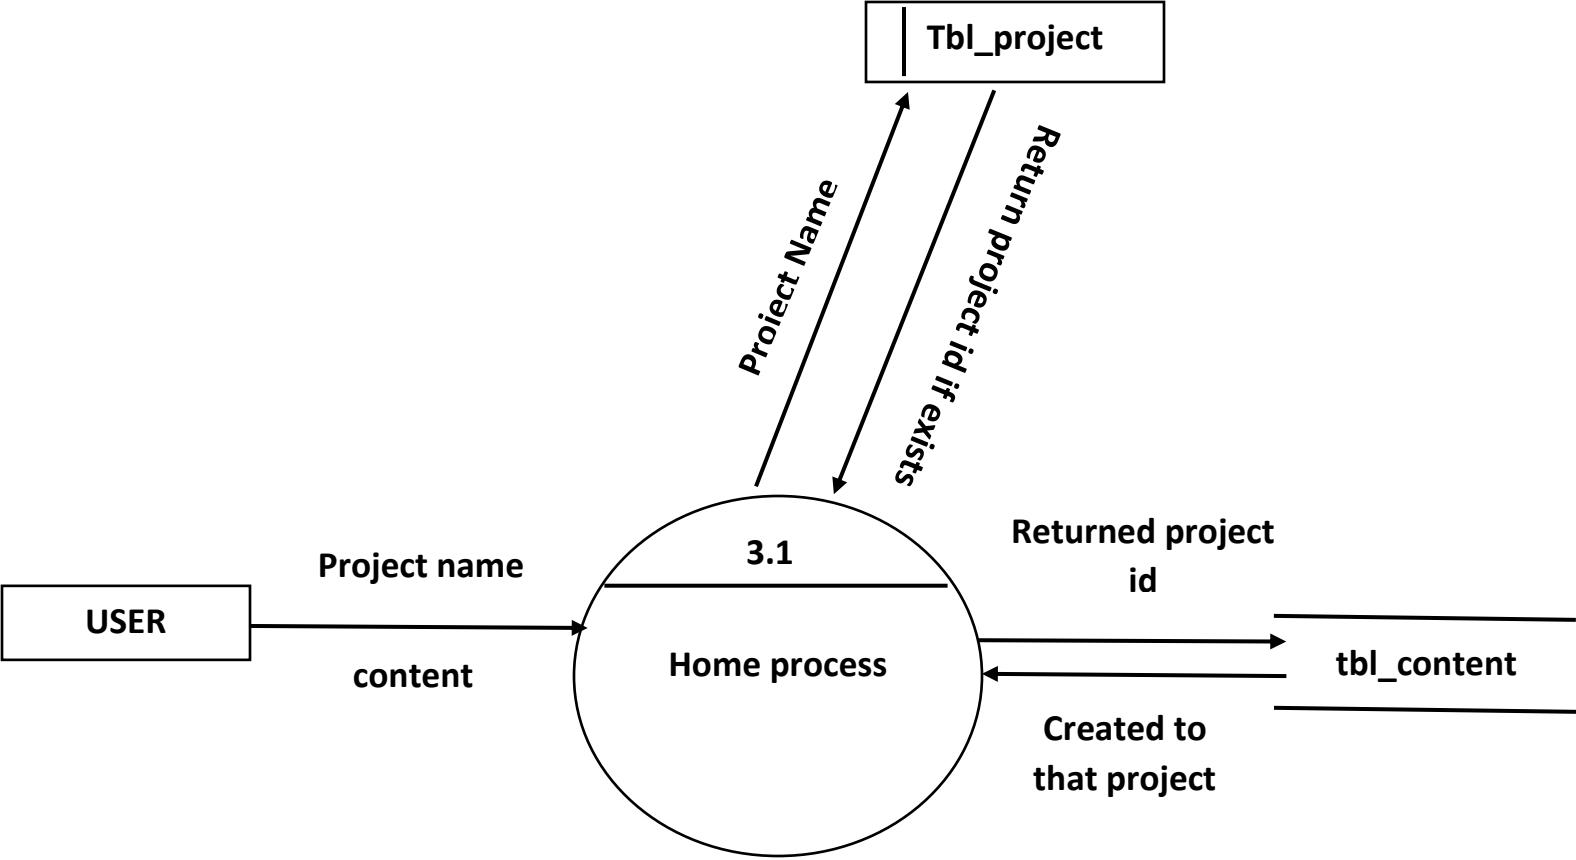 Tbl_project
Project Name
Return project id if exists
3.1
Home process
USER
Project name
content
Returned project
id
tbl_content
Created to
that project